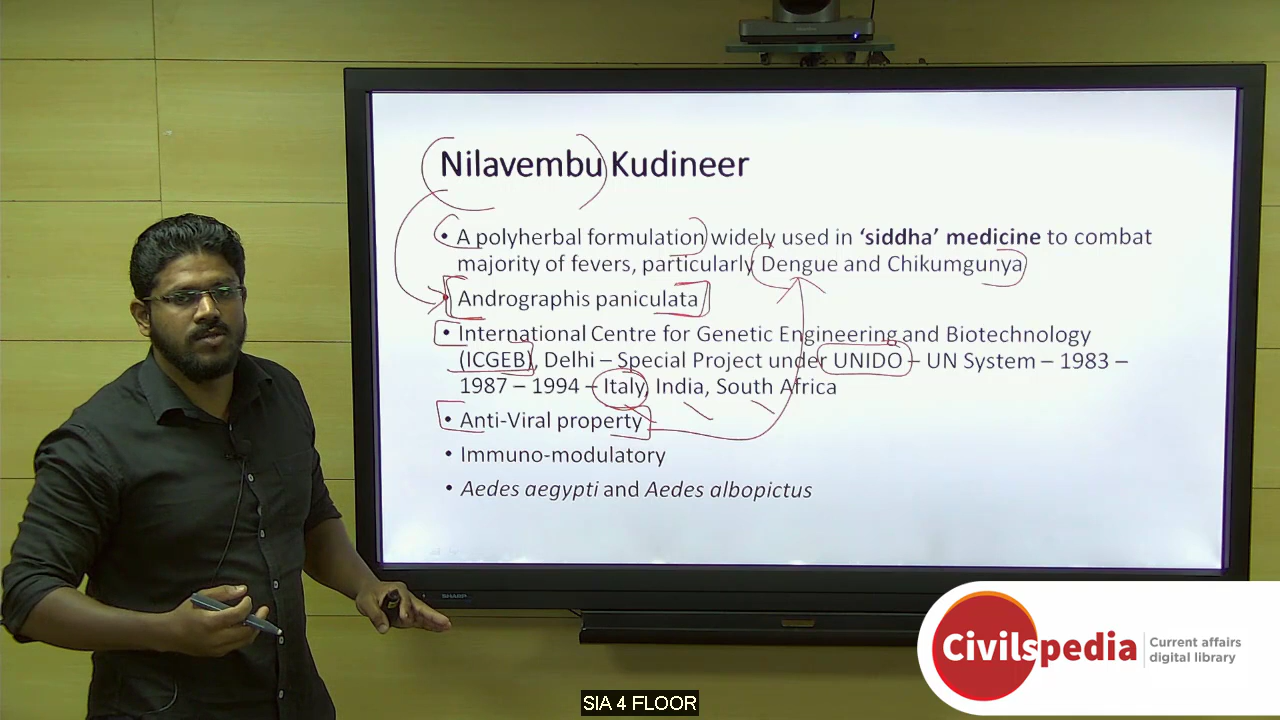 Nilavembu Kudineer
• A polyherbal formulation widely used in ‘siddha’ medicine to combat
majority of fevers, particularly Dengue and Chikumgunya
• Andrographis paniculata
• International Centre for Genetic Engineering and Biotechnology
(ICGEB), Delhi – Special Project under UNIDO – UN System – 1983 –
1987 – 1994 – Italy, India, South Africa
• Anti-Viral property
• Immuno-modulatory
• Aedes aegypti and Aedes albopictus
SHARP
Civilspedia
Current affairs
digital library
SIA 4 FLOOR